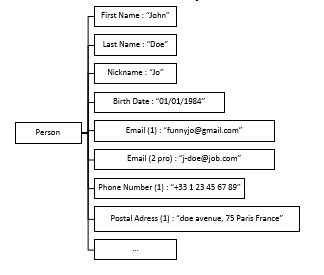 First Name : “John”
Last Name : “Doe”
Nickname : “Jo”
Birth Date : “01/01/1984”
Person
Email (1) : “funnyjo@gmail.com”
Email (2 pro) : “j-doe@job.com”
Phone Number (1) : “+33 1 23 45 67 89”
Postal Adress (1) : “doe avenue, 75 Paris France”
...